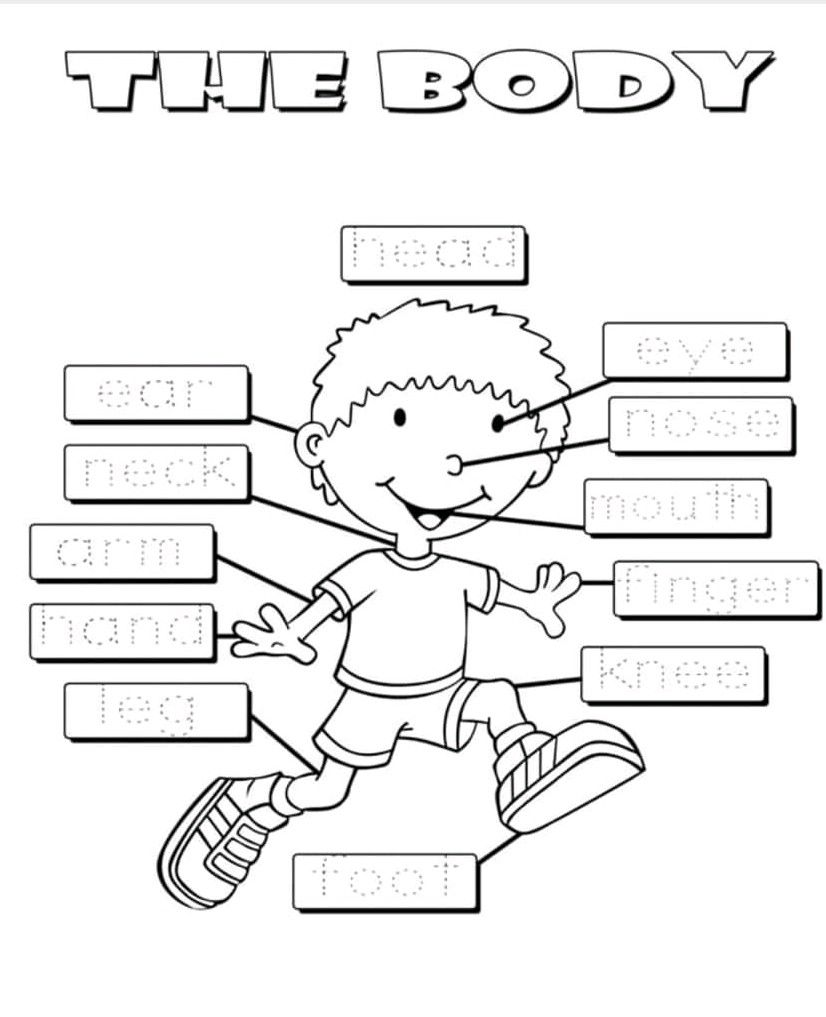 THE BODY
head
eye
ear
nose
neck
mouth
arm
finger
hand
knee
leg
foot